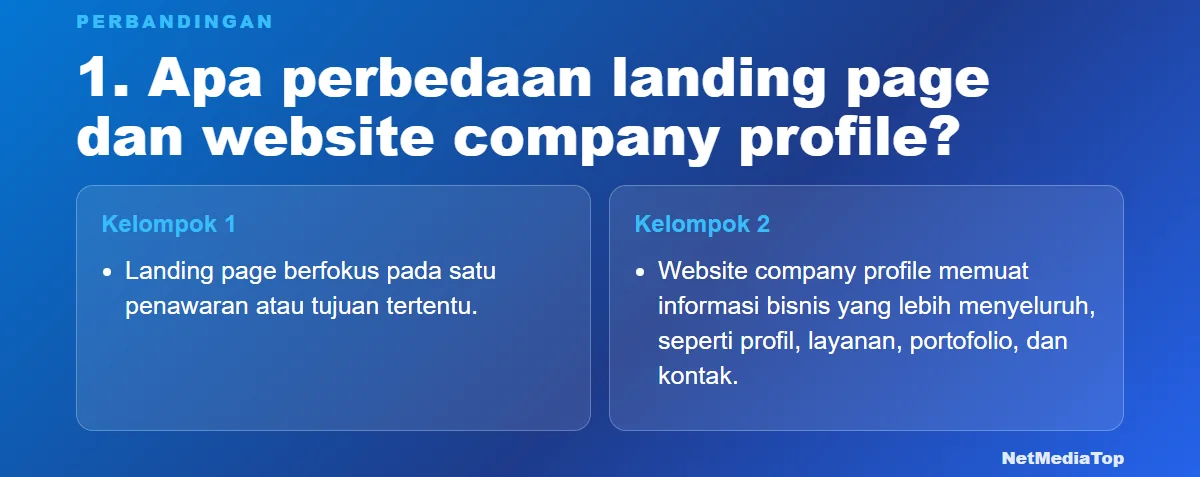 PERBANDINGAN
1. Apa perbedaan landing page
dan website company profile?
Kelompok 1
• Landing page berfokus pada satu
penawaran atau tujuan tertentu.
Kelompok 2
• Website company profile memuat
informasi bisnis yang lebih menyeluruh,
seperti profil, layanan, portofolio, dan
kontak.
NetMediaTop